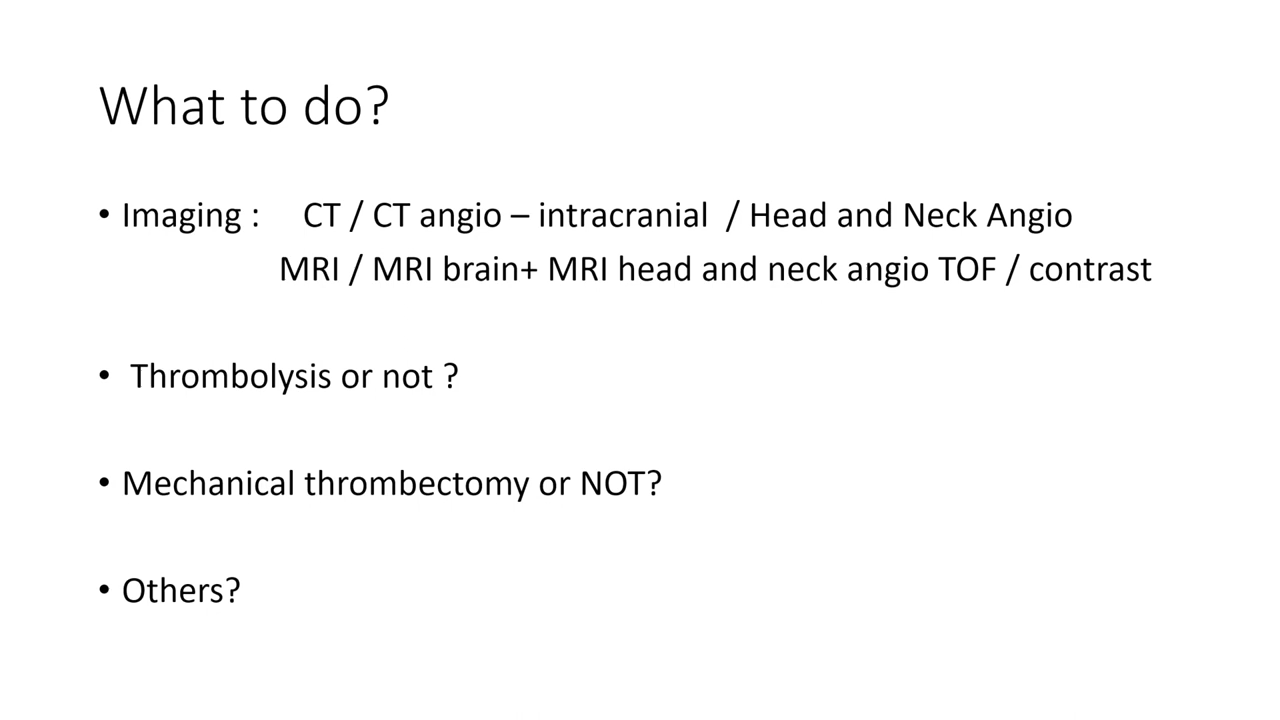 What to do?
• Imaging : CT / CT angio – intracranial / Head and Neck Angio
MRI / MRI brain+ MRI head and neck angio TOF / contrast
• Thrombolysis or not ?
• Mechanical thrombectomy or NOT?
• Others?